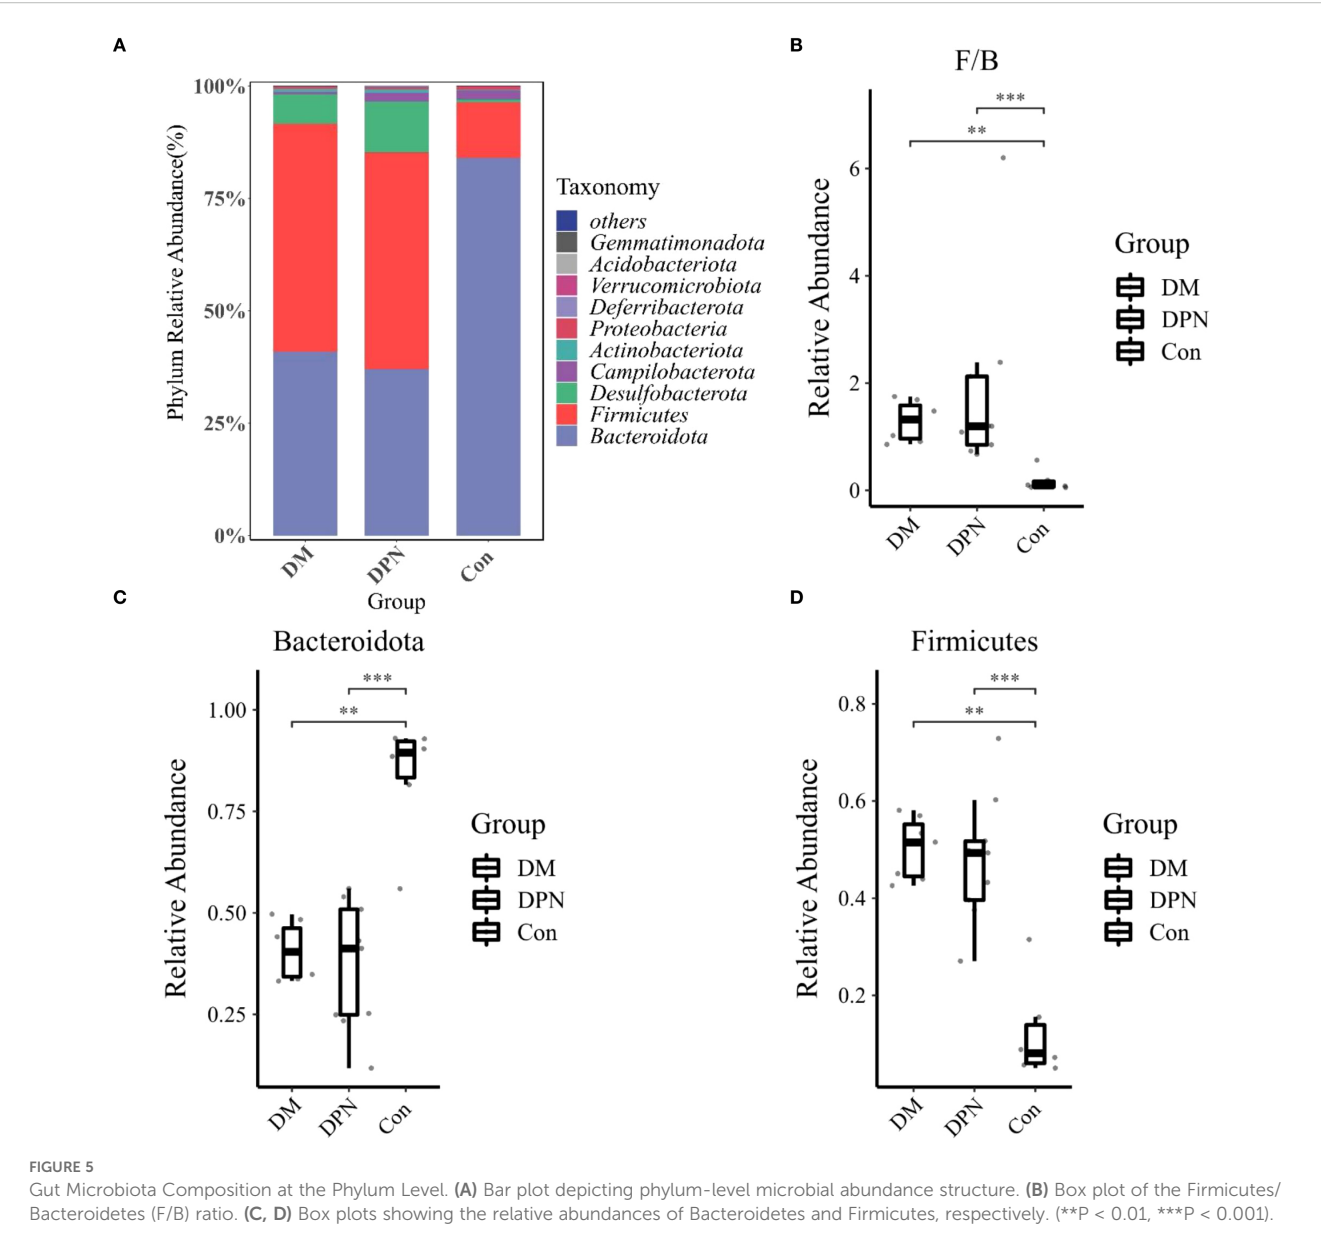 A
100%
75%
50%
25%
0%
Phylum Relative Abundance(%)
DM
DPN
Con
Group
Taxonomy
others
Gemmatimonadota
Acidobacteriota
Verrucomicrobiota
Deferribacterota
Proteobacteria
Actinobacteriota
Campilobacterota
Desulfobacterota
Firmicutes
Bacteroidota
B
F/B
***
**
6
4
2
0
Relative Abundance
DM
DPN
Con
Group
DM
DPN
Con
C
Bacteroidota
***
**
1.00
0.75
0.50
0.25
Relative Abundance
DM
DPN
Con
Group
DM
DPN
Con
D
Firmicutes
***
**
0.8
0.6
0.4
0.2
Relative Abundance
DM
DPN
Con
Group
DM
DPN
Con
FIGURE 5
Gut Microbiota Composition at the Phylum Level. (A) Bar plot depicting phylum-level microbial abundance structure. (B) Box plot of the Firmicutes/
Bacteroidetes (F/B) ratio. (C, D) Box plots showing the relative abundances of Bacteroidetes and Firmicutes, respectively. (**P < 0.01, ***P < 0.001).